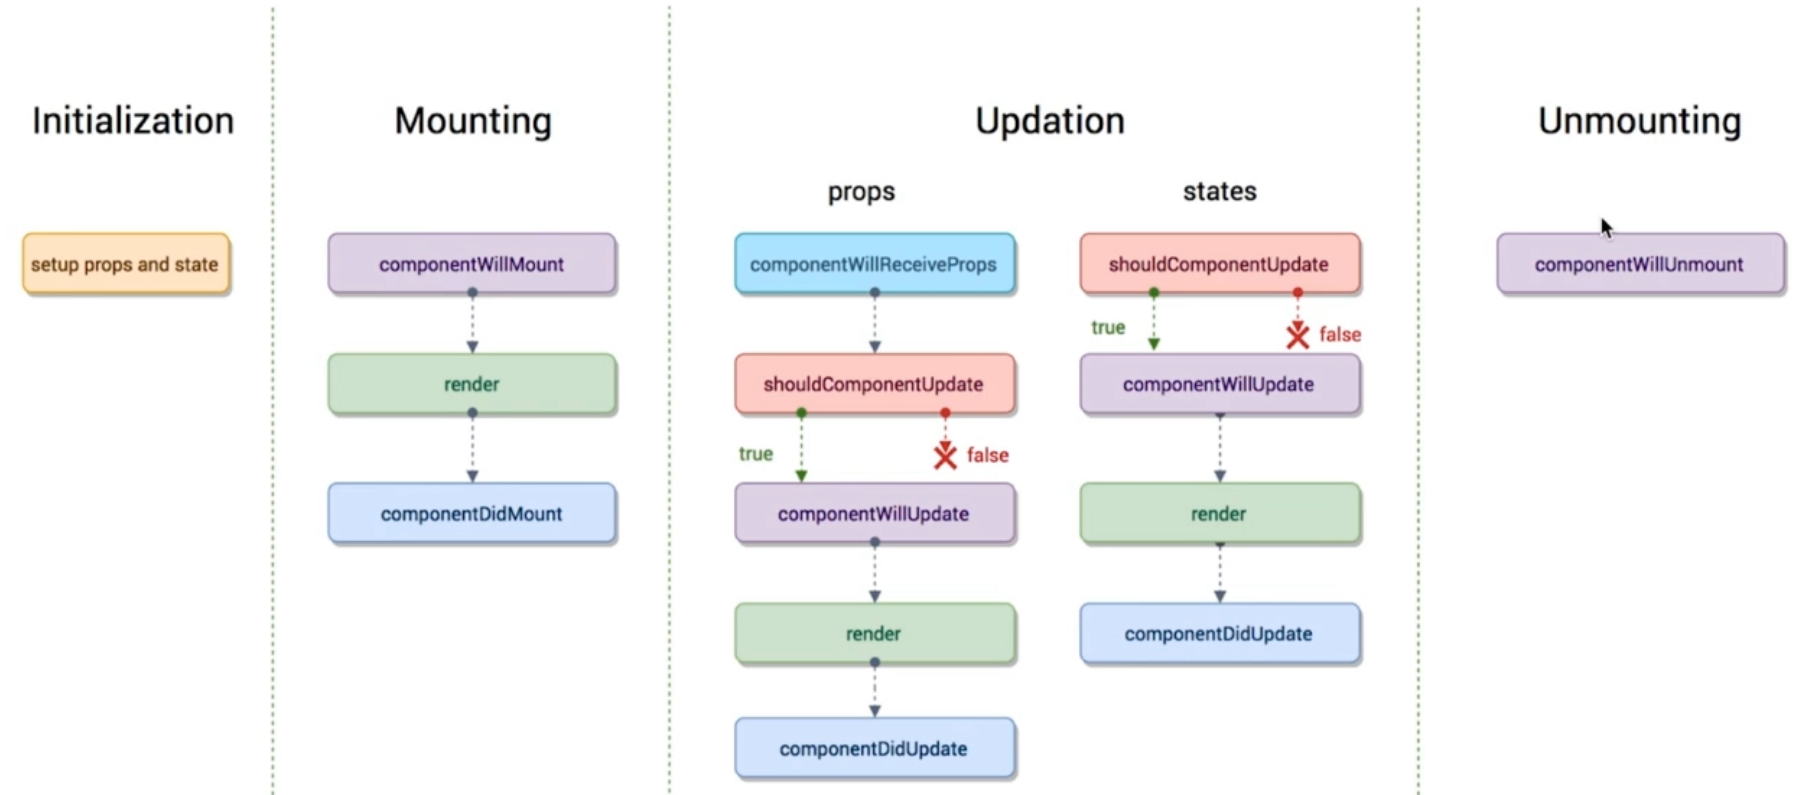 Initialization
setup props and state
Mounting
componentWillMount
render
componentDidMount
Updation
props
componentWillReceiveProps
shouldComponentUpdate
true
false
componentWillUpdate
render
componentDidUpdate
states
shouldComponentUpdate
true
false
componentWillUpdate
render
componentDidUpdate
Unmounting
componentWillUnmount